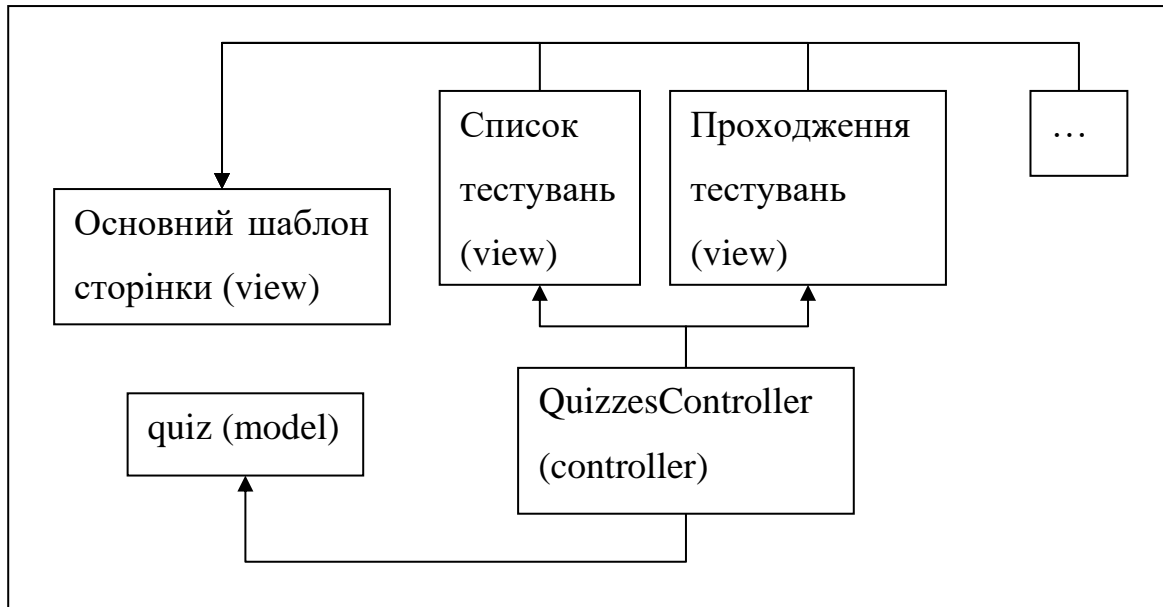 Список
тестувань
(view)
Проходження
тестувань
(view)
…
Основний шаблон
сторінки (view)
quiz (model)
QuizzesController
(controller)